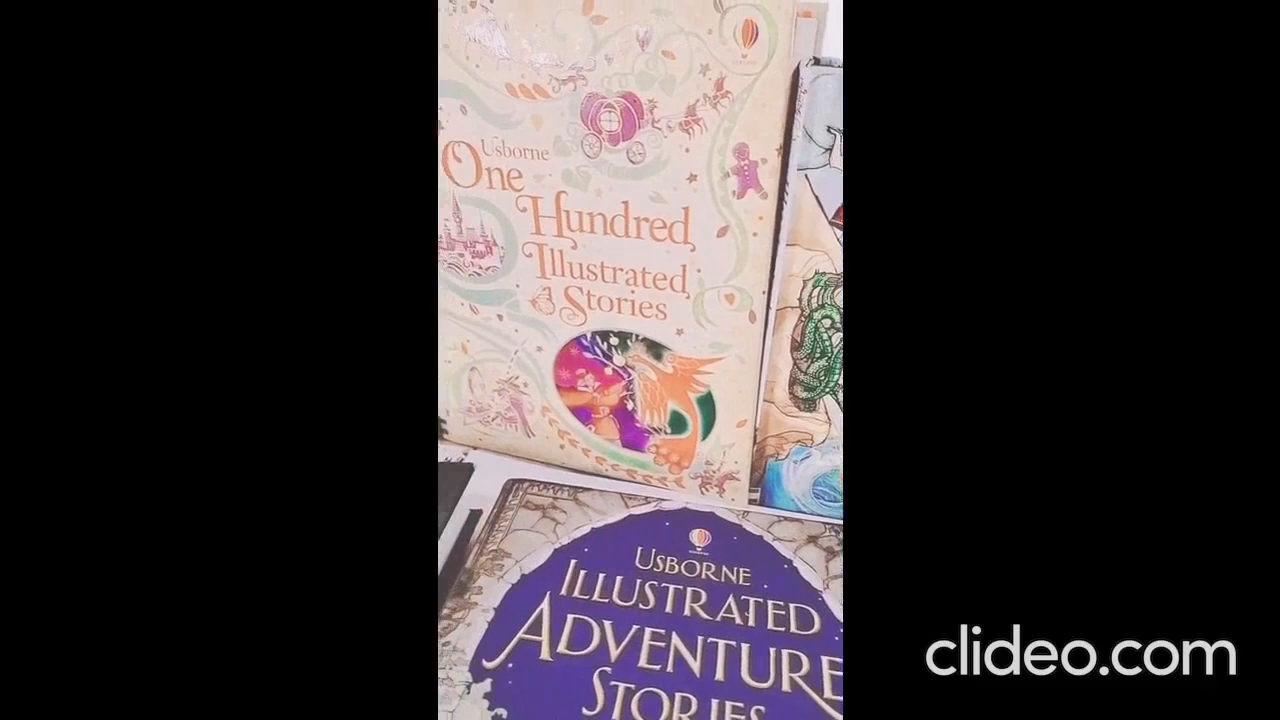 Usborne
One
Hundred
Illustrated
Stories
USBORNE
ILLUSTRATED
ADVENTURE
STORIES
clideo.com